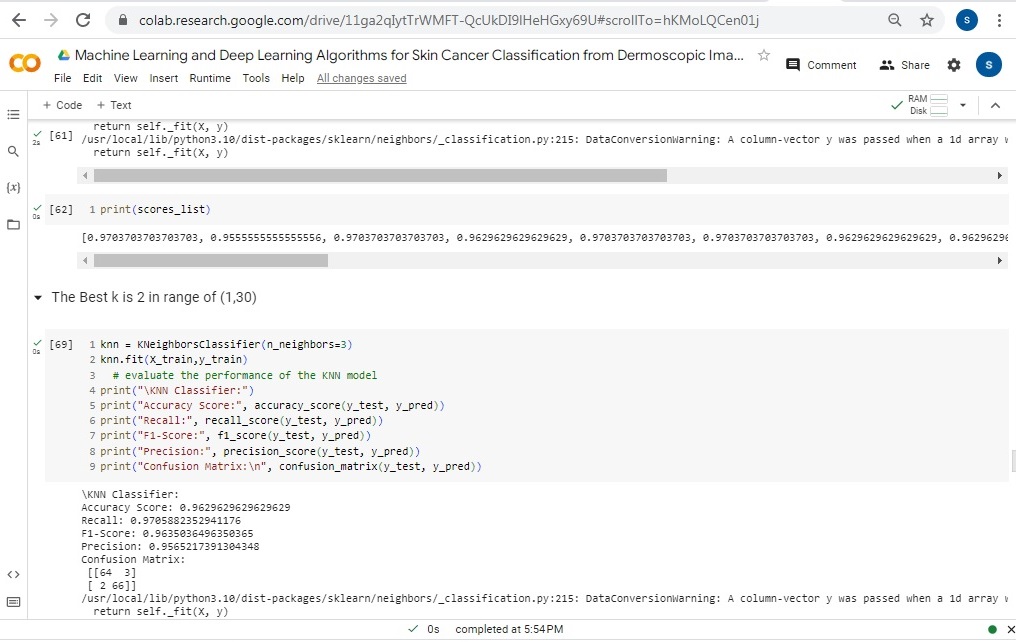 colab.research.google.com/drive/11ga2qIytTrWMFT-QcUkDI9lHeHGxy69U#scrollTo=hKMoLQCen01j
S
Machine Learning and Deep Learning Algorithms for Skin Cancer Classification from Dermoscopic Ima...
File Edit View Insert Runtime Tools Help All changes saved
Comment Share S
+ Code + Text
RAM
Disk
return self._fit(X, y)
[61] /usr/local/lib/python3.10/dist-packages/sklearn/neighbors/_classification.py:215: DataConversionWarning: A column-vector y was passed when a 1d array w
2s
return self._fit(X, y)
{x}
[62] 1 print(scores_list)
0s
[0.9703703703703703, 0.9555555555555556, 0.9703703703703703, 0.9629629629629629, 0.9703703703703703, 0.9703703703703703, 0.9629629629629629, 0.9629629
The Best k is 2 in range of (1,30)
[69] 1 knn = KNeighborsClassifier(n_neighbors=3)
0s
2 knn.fit(X_train,y_train)
3 # evaluate the performance of the KNN model
4 print("\KNN Classifier:")
5 print("Accuracy Score:", accuracy_score(y_test, y_pred))
6 print("Recall:", recall_score(y_test, y_pred))
7 print("F1-Score:", f1_score(y_test, y_pred))
8 print("Precision:", precision_score(y_test, y_pred))
9 print("Confusion Matrix:\n", confusion_matrix(y_test, y_pred))
\KNN Classifier:
Accuracy Score: 0.9629629629629629
Recall: 0.9705882352941176
F1-Score: 0.9635036496350365
Precision: 0.9565217391304348
Confusion Matrix:
[[64 3]
[ 2 66]]
/usr/local/lib/python3.10/dist-packages/sklearn/neighbors/_classification.py:215: DataConversionWarning: A column-vector y was passed when a 1d array w
return self._fit(X, y)
0s completed at 5:54PM